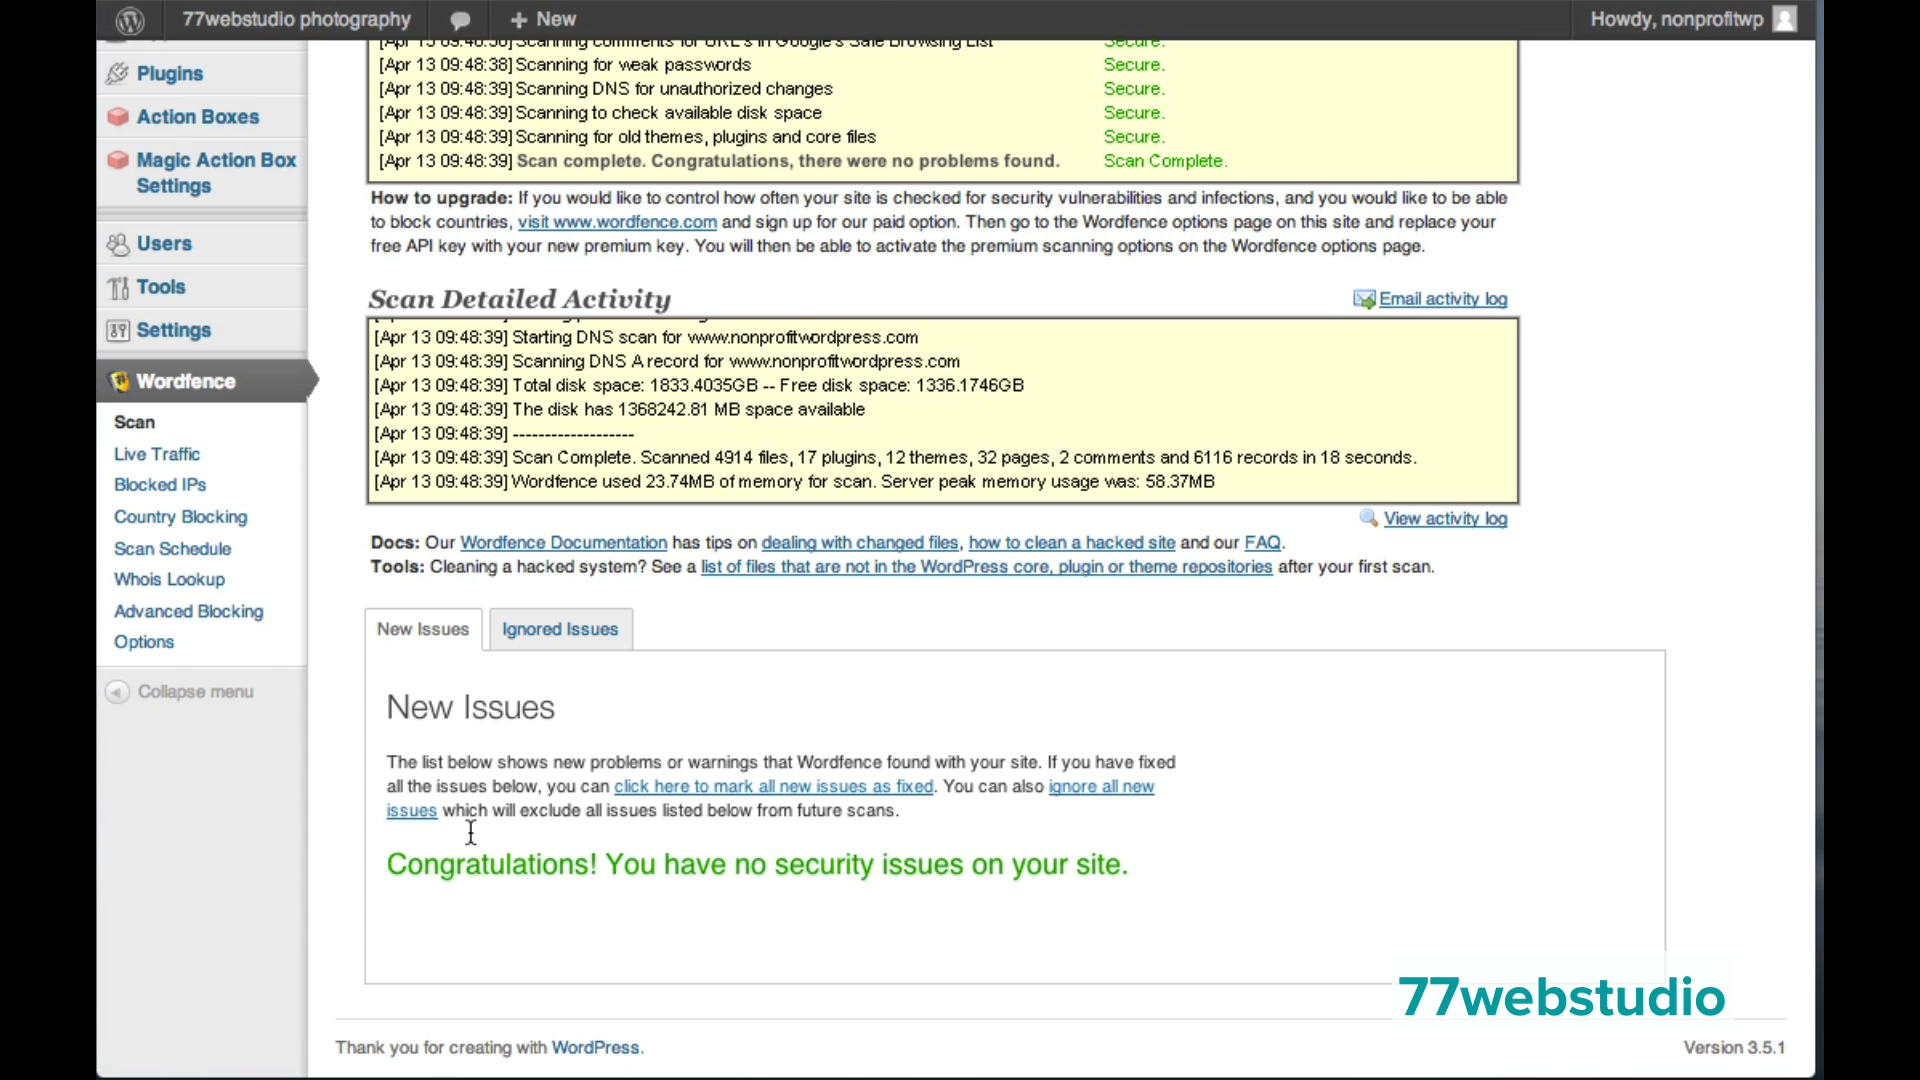 77webstudio photography
New
Howdy, nonprofitwp
Plugins
Action Boxes
Magic Action Box
Settings
Users
Tools
Settings
Wordfence
Scan
Live Traffic
Blocked IPs
Country Blocking
Scan Schedule
Whois Lookup
Advanced Blocking
Options
Collapse menu
Scanning comments for URL's in Google's Safe Browsing List Secure.
[Apr 13 09:48:38] Scanning for weak passwords Secure.
[Apr 13 09:48:39] Scanning DNS for unauthorized changes Secure.
[Apr 13 09:48:39] Scanning to check available disk space Secure.
[Apr 13 09:48:39] Scanning for old themes, plugins and core files Secure.
[Apr 13 09:48:39] Scan complete. Congratulations, there were no problems found. Scan Complete.
How to upgrade: If you would like to control how often your site is checked for security vulnerabilities and infections, and you would like to be able
to block countries, visit www.wordfence.com and sign up for our paid option. Then go to the Wordfence options page on this site and replace your
free API key with your new premium key. You will then be able to activate the premium scanning options on the Wordfence options page.
Scan Detailed Activity
Email activity log
[Apr 13 09:48:39] Starting DNS scan for www.nonprofitwordpress.com
[Apr 13 09:48:39] Scanning DNS A record for www.nonprofitwordpress.com
[Apr 13 09:48:39] Total disk space: 1833.4035GB -- Free disk space: 1336.1746GB
[Apr 13 09:48:39] The disk has 1368242.81 MB space available
[Apr 13 09:48:39] -------------------
[Apr 13 09:48:39] Scan Complete. Scanned 4914 files, 17 plugins, 12 themes, 32 pages, 2 comments and 6116 records in 18 seconds.
[Apr 13 09:48:39] Wordfence used 23.74MB of memory for scan. Server peak memory usage was: 58.37MB
View activity log
Docs: Our Wordfence Documentation has tips on dealing with changed files, how to clean a hacked site and our FAQ.
Tools: Cleaning a hacked system? See a list of files that are not in the WordPress core, plugin or theme repositories after your first scan.
New Issues
Ignored Issues
New Issues
The list below shows new problems or warnings that Wordfence found with your site. If you have fixed
all the issues below, you can click here to mark all new issues as fixed. You can also ignore all new
issues which will exclude all issues listed below from future scans.
Congratulations! You have no security issues on your site.
77webstudio
Thank you for creating with WordPress.
Version 3.5.1